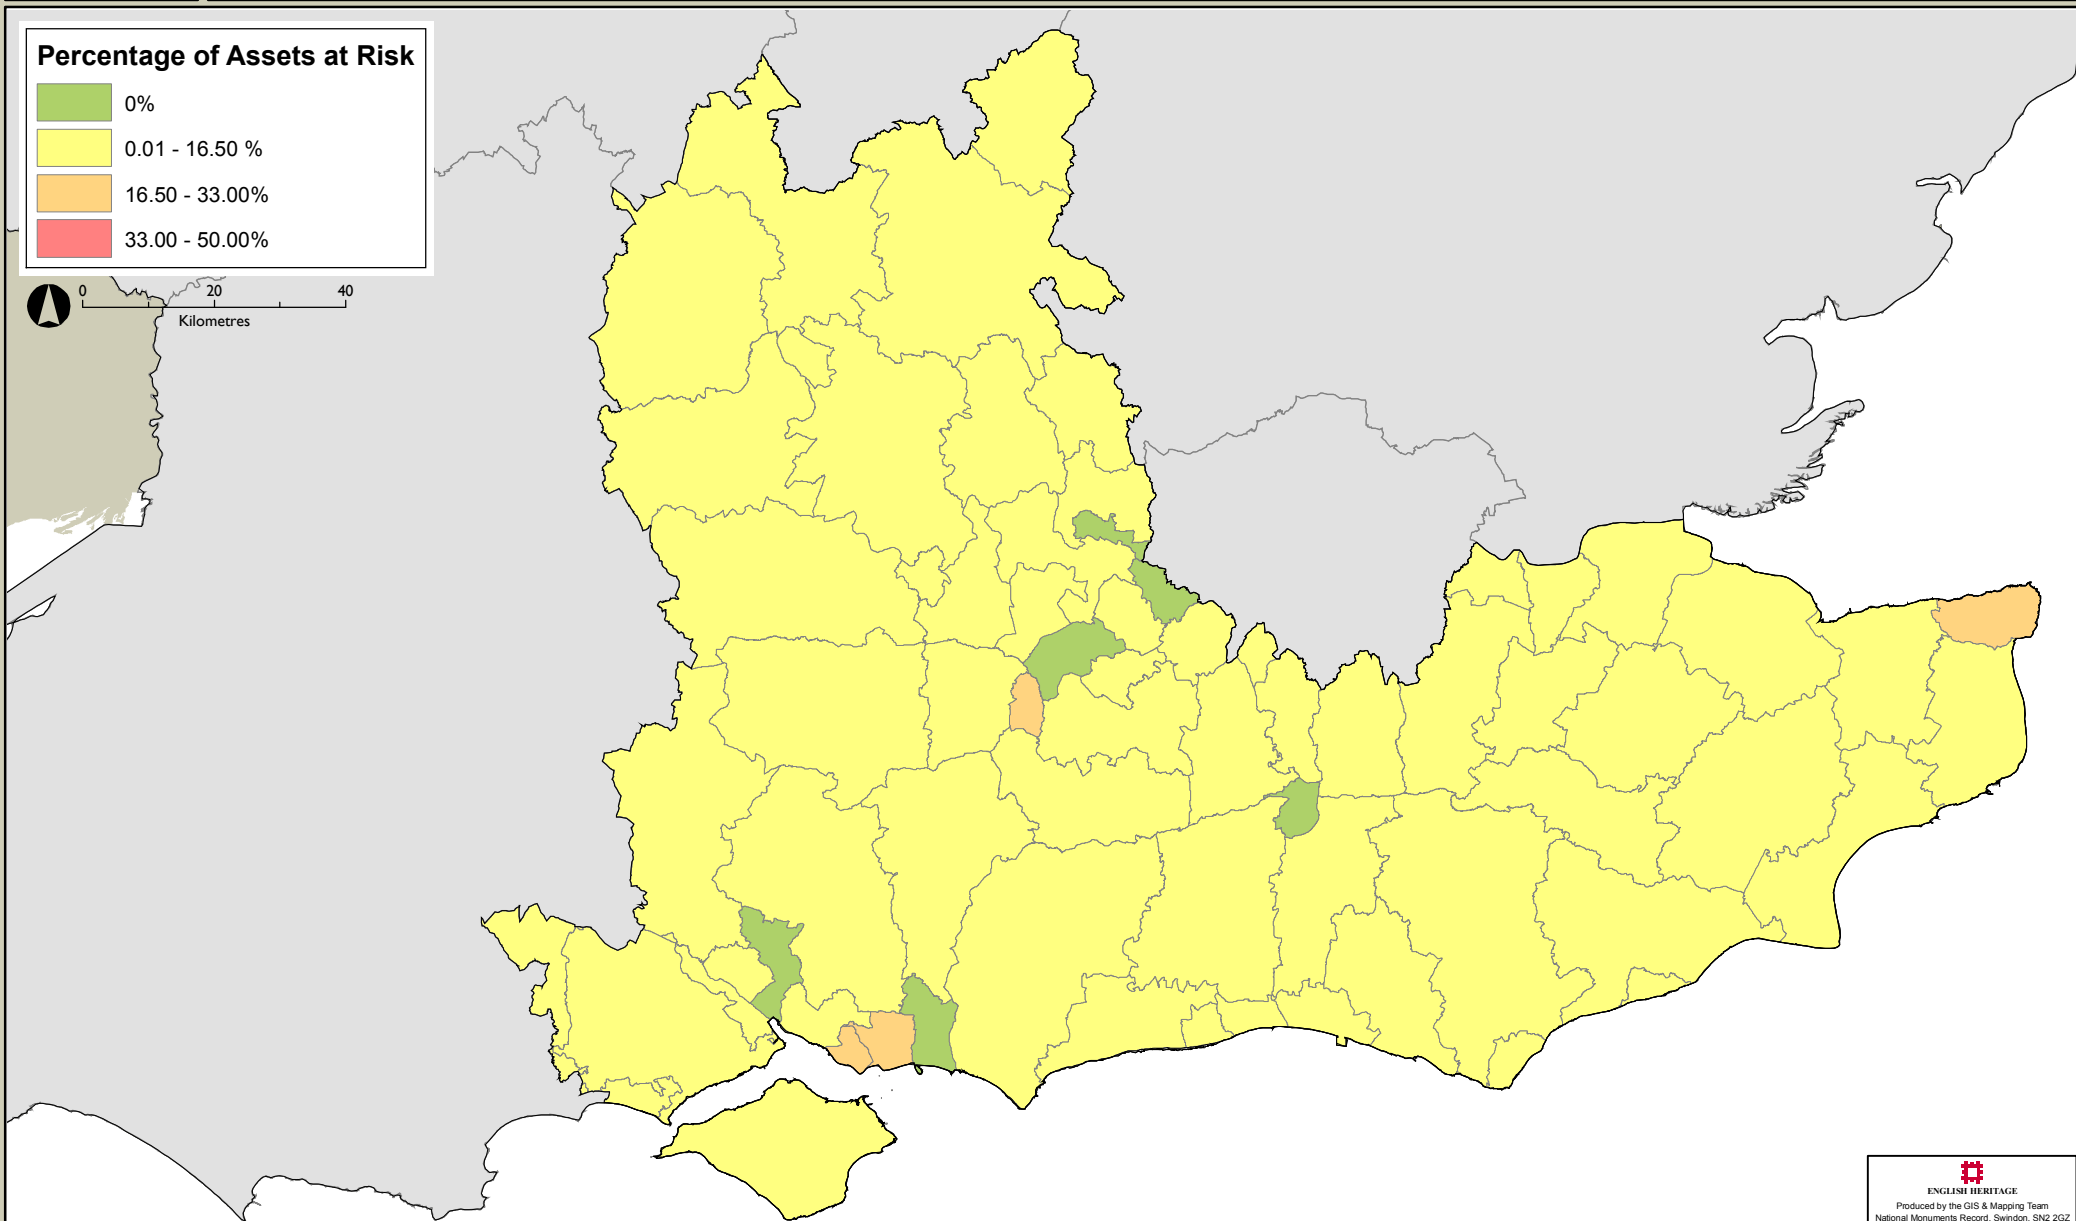 Percentage of Assets at Risk
0%
0.01 - 16.50 %
16.50 - 33.00%
33.00 - 50.00%
0 20 40
Kilometres
ENGLISH HERITAGE
Produced by the GIS & Mapping Team
National Monuments Record, Swindon, SN2 2GZ